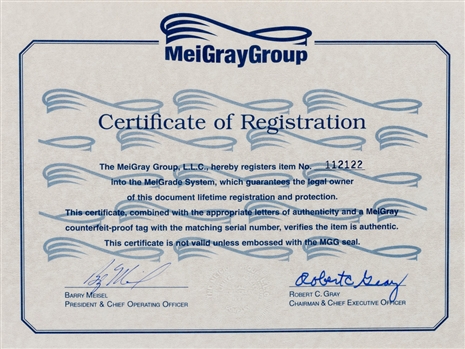 MeiGrayGroup
Certificate of Registration
The MeiGray Group, L.L.C., hereby registers item No. 112122
into the MeiGrade System, which guarantees the legal owner
of this document lifetime registration and protection.
This certificate, combined with the appropriate letters of authenticity and a MeiGray
counterfeit-proof tag with the matching serial number, verifies the item is authentic.
This certificate is not valid unless embossed with the MGG seal.
Robert C Gray
BARRY MEISEL
PRESIDENT & CHIEF OPERATING OFFICER
ROBERT C. GRAY
CHAIRMAN & CHIEF EXECUTIVE OFFICER